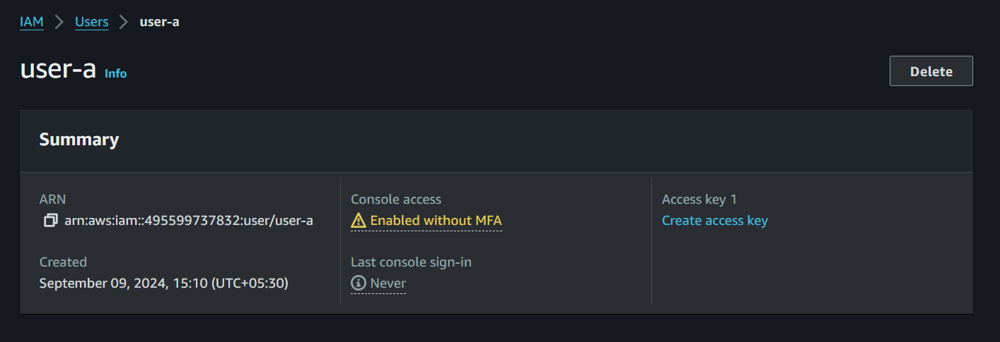 IAM > Users > user-a
user-a Info
Delete
Summary
ARN
arn:aws:iam::495599737832:user/user-a
Created
September 09, 2024, 15:10 (UTC+05:30)
Console access
Enabled without MFA
Last console sign-in
Never
Access key 1
Create access key